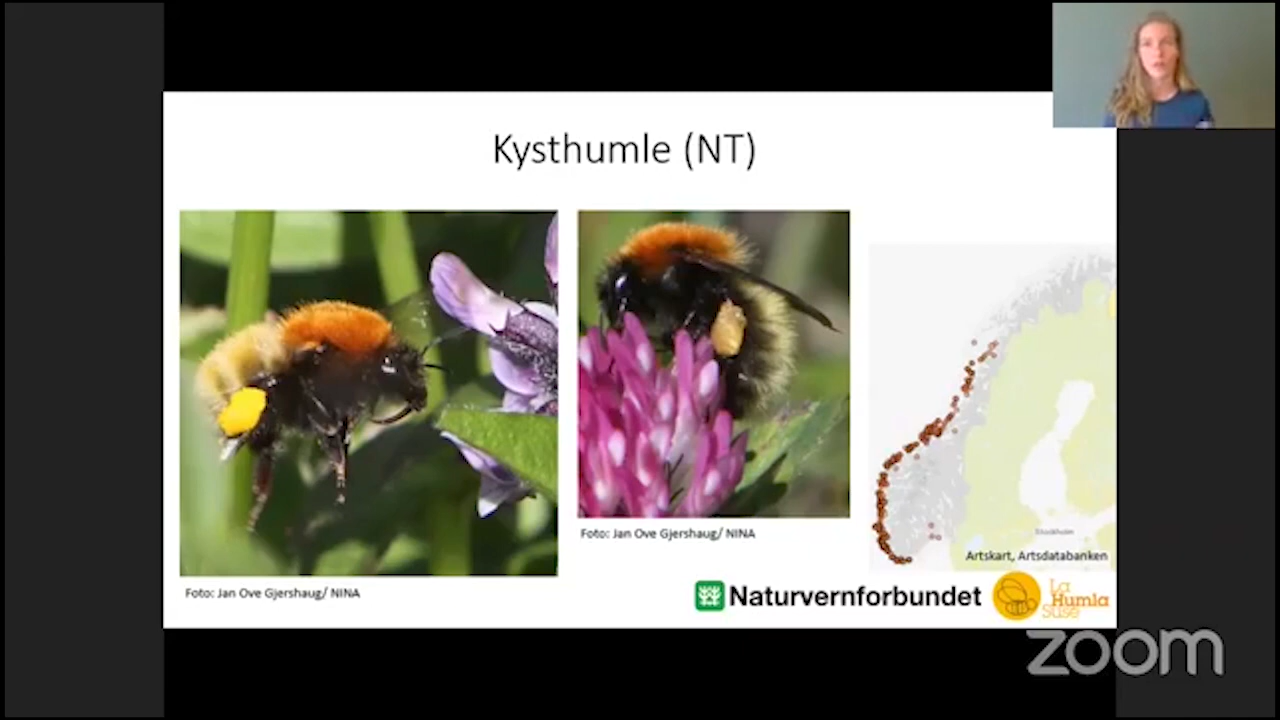 Kysthumle (NT)
Foto: Jan Ove Gjershaug/ NINA
Foto: Jan Ove Gjershaug/ NINA
Stockholm
Artskart, Artsdatabanken
Naturvernforbundet
La
Humla
Suse
zoom